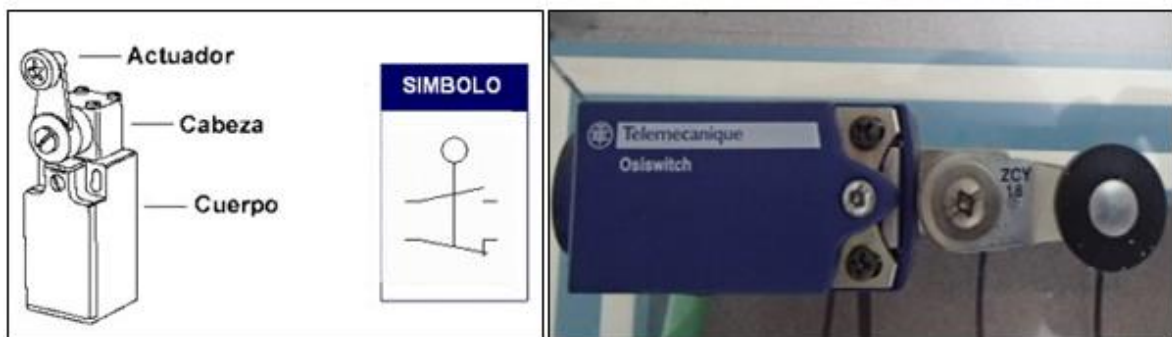 Actuador
Cabeza
Cuerpo
SIMBOLO
Telemecanique
Osiswitch
ZCY
18